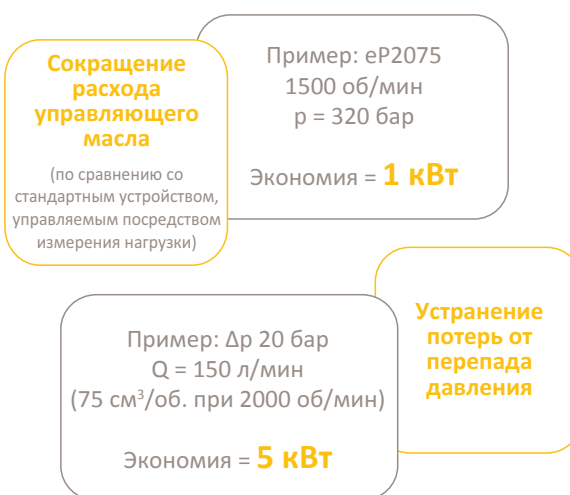 Сокращение
расхода
управляющего
масла
(по сравнению со
стандартным устройством,
управляемым посредством
измерения нагрузки)
Пример: eP2075
1500 об/мин
p = 320 бар
Экономия = 1 кВт
Пример: Δp 20 бар
Q = 150 л/мин
(75 см³/об. при 2000 об/мин)
Экономия = 5 кВт
Устранение
потерь от
перепада
давления